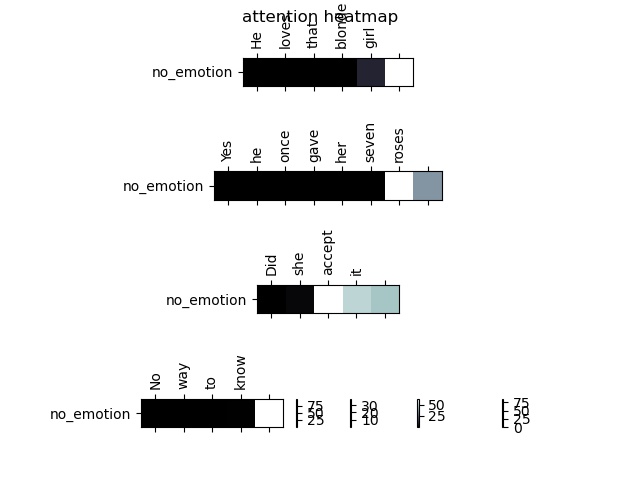 attention heatmap
He loves that blonde girl
no_emotion
Yes he once gave her seven roses
no_emotion
Did she accept it
no_emotion
No way to know
no_emotion
75 30 50 75
50 20 25 50
25 10 25
0